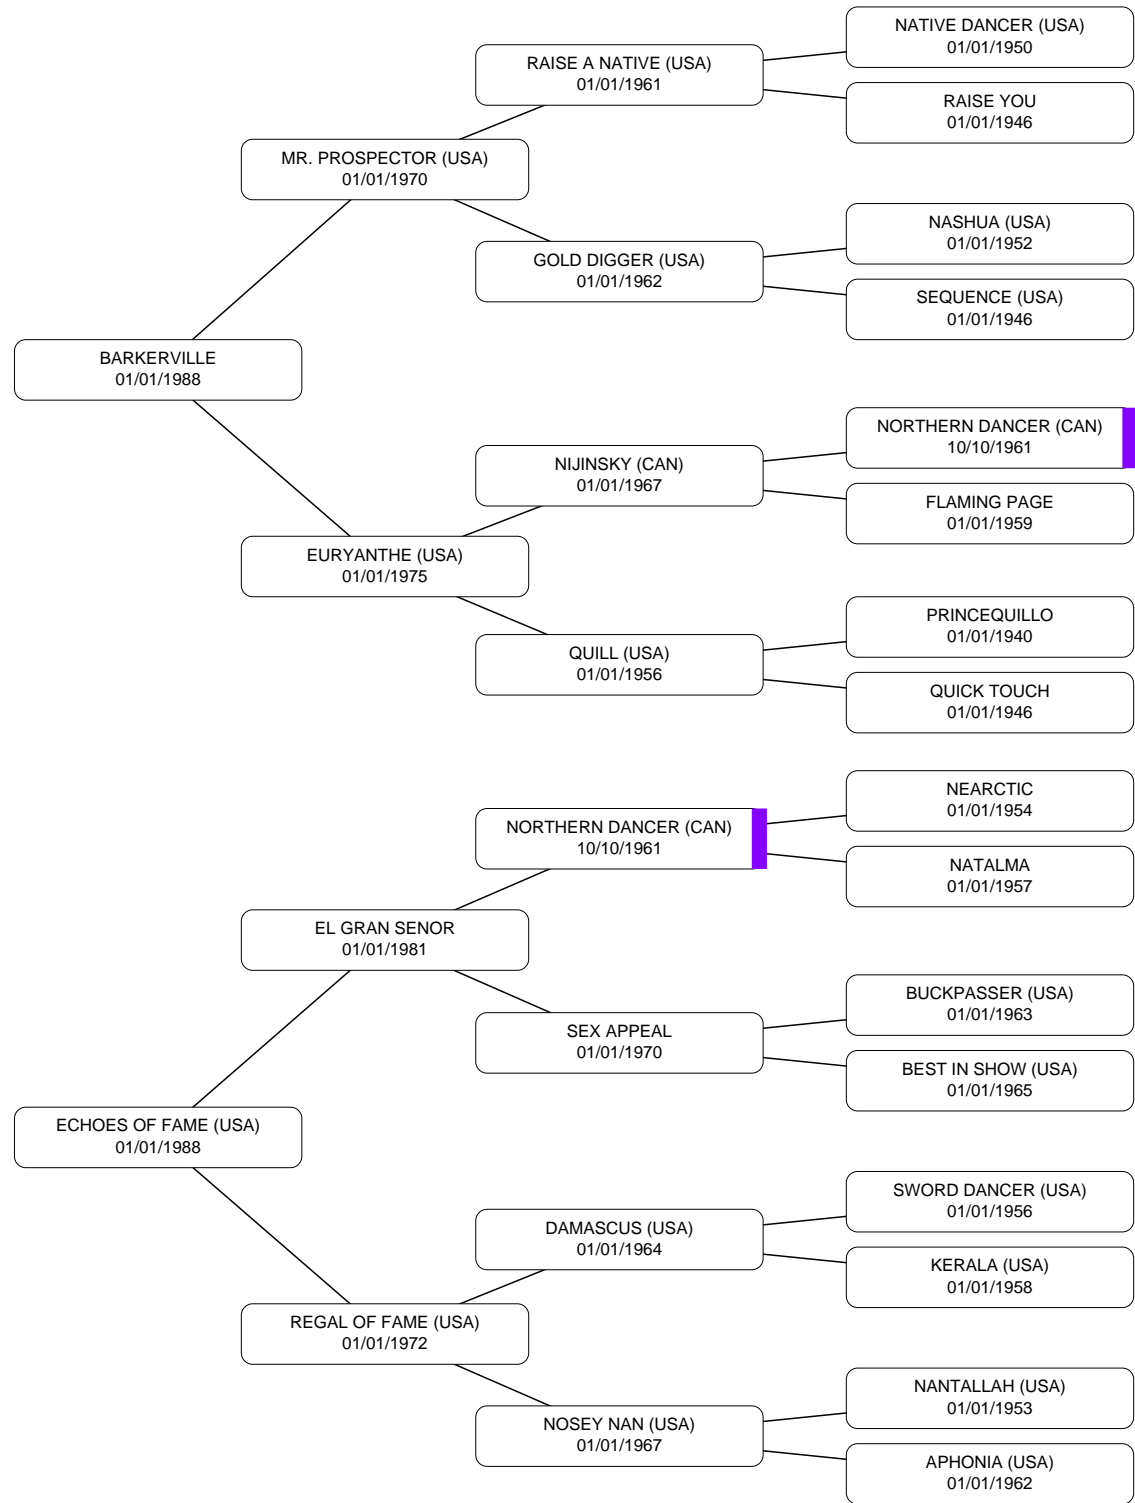 NATIVE DANCER (USA)
01/01/1950
RAISE A NATIVE (USA)
01/01/1961
RAISE YOU
01/01/1946
MR. PROSPECTOR (USA)
01/01/1970
NASHUA (USA)
01/01/1952
GOLD DIGGER (USA)
01/01/1962
SEQUENCE (USA)
01/01/1946
BARKERVILLE
01/01/1988
NORTHERN DANCER (CAN)
10/10/1961
NIJINSKY (CAN)
01/01/1967
FLAMING PAGE
01/01/1959
EURYANTHE (USA)
01/01/1975
PRINCEQUILLO
01/01/1940
QUILL (USA)
01/01/1956
QUICK TOUCH
01/01/1946
NEARCTIC
01/01/1954
NORTHERN DANCER (CAN)
10/10/1961
NATALMA
01/01/1957
EL GRAN SENOR
01/01/1981
BUCKPASSER (USA)
01/01/1963
SEX APPEAL
01/01/1970
BEST IN SHOW (USA)
01/01/1965
ECHOES OF FAME (USA)
01/01/1988
SWORD DANCER (USA)
01/01/1956
DAMASCUS (USA)
01/01/1964
KERALA (USA)
01/01/1958
REGAL OF FAME (USA)
01/01/1972
NANTALLAH (USA)
01/01/1953
NOSEY NAN (USA)
01/01/1967
APHONIA (USA)
01/01/1962